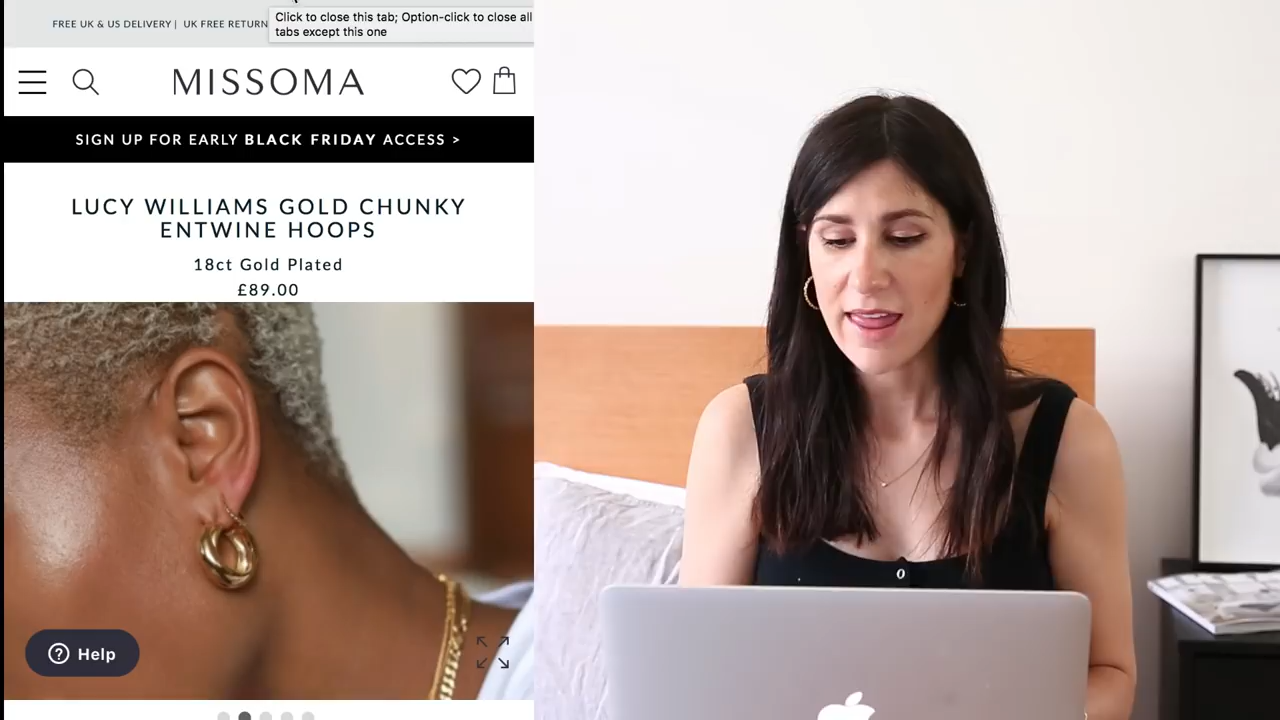 FREE UK & US DELIVERY | UK FREE RETURN
Click to close this tab; Option-click to close all
tabs except this one
MISSOMA
SIGN UP FOR EARLY BLACK FRIDAY ACCESS >
LUCY WILLIAMS GOLD CHUNKY
ENTWINE HOOPS
18ct Gold Plated
£89.00
? Help